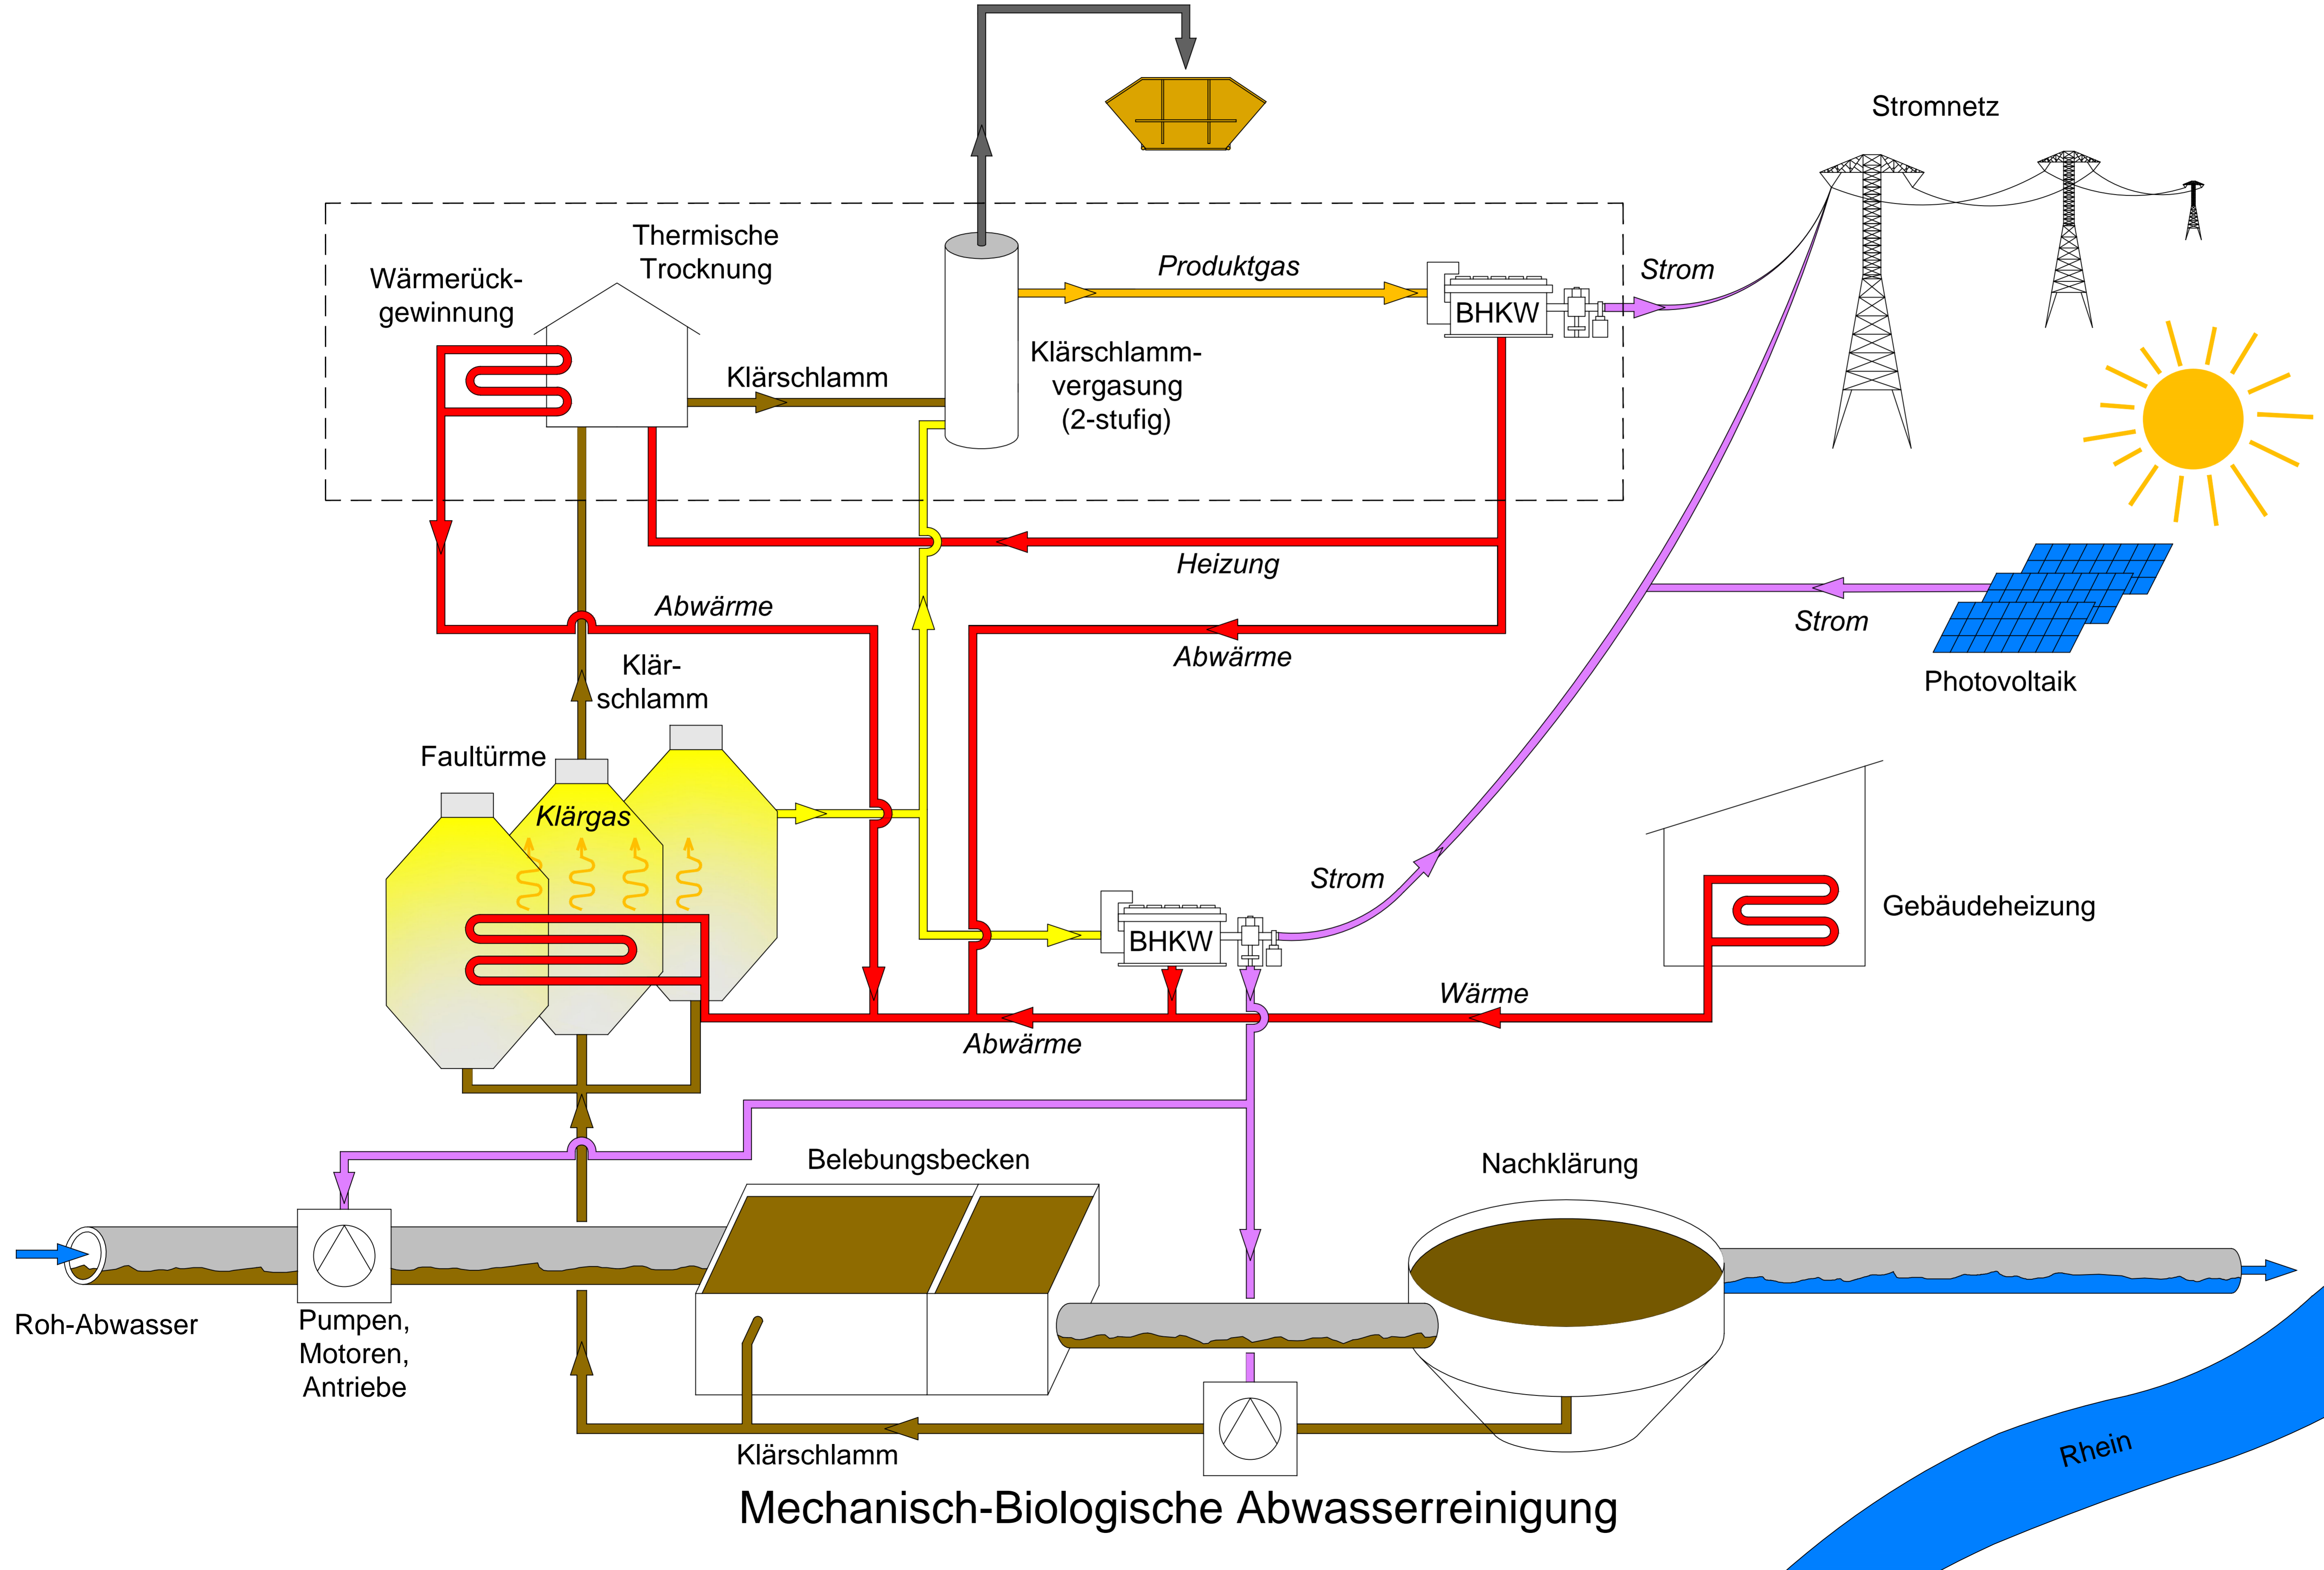 Stromnetz
Thermische
Trocknung
Wärmerück-
gewinnung
Produktgas
Strom
BHKW
Klärschlamm-
vergasung
(2-stufig)
Klärschlamm
Heizung
Abwärme
Abwärme
Strom
Photovoltaik
Klär-
schlamm
Faultürme
Klärgas
Strom
BHKW
Gebäudeheizung
Wärme
Abwärme
Belebungsbecken
Nachklärung
Roh-Abwasser
Pumpen,
Motoren,
Antriebe
Klärschlamm
Rhein
Mechanisch-Biologische Abwasserreinigung